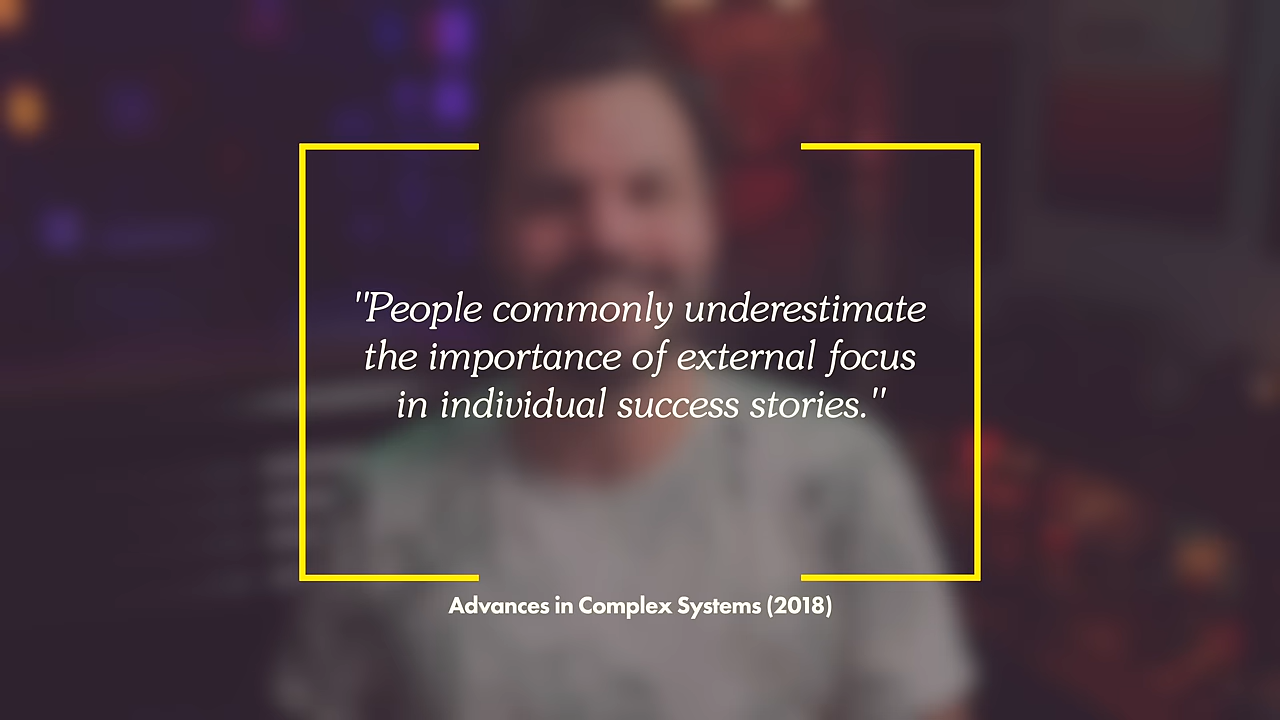 "People commonly underestimate
the importance of external focus
in individual success stories."
Advances in Complex Systems (2018)